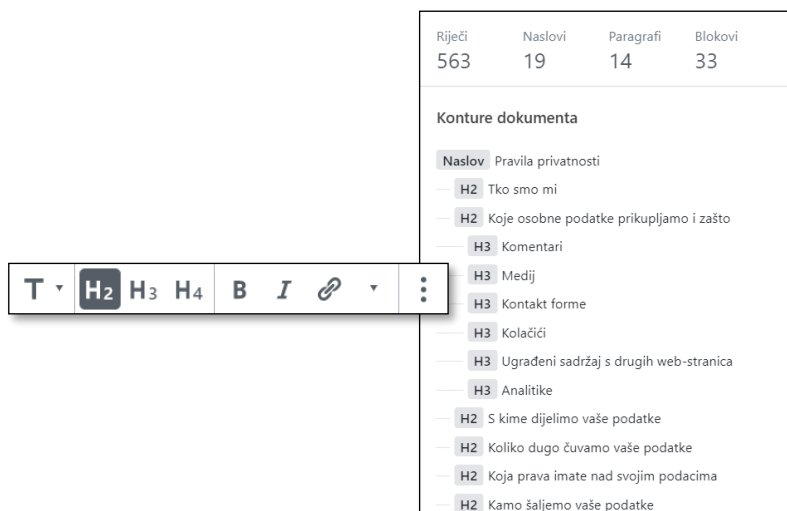 Riječi Naslovi Paragrafi Blokovi
563 19 14 33
Konture dokumenta
Naslov Pravila privatnosti
H2 Tko smo mi
H2 Koje osobne podatke prikupljamo i zašto
H3 Komentari
H3 Medij
H3 Kontakt forme
H3 Kolačići
H3 Ugrađeni sadržaj s drugih web-stranica
H3 Analitike
H2 S kime dijelimo vaše podatke
H2 Koliko dugo čuvamo vaše podatke
H2 Koja prava imate nad svojim podacima
H2 Kamo šaljemo vaše podatke
T H2 H3 H4 B I